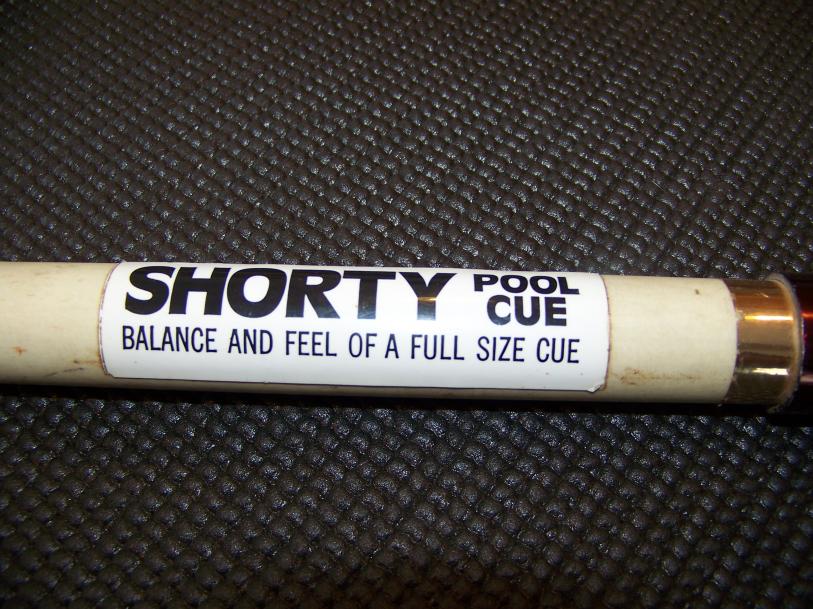 SHORTY POOL CUE
BALANCE AND FEEL OF A FULL SIZE CUE